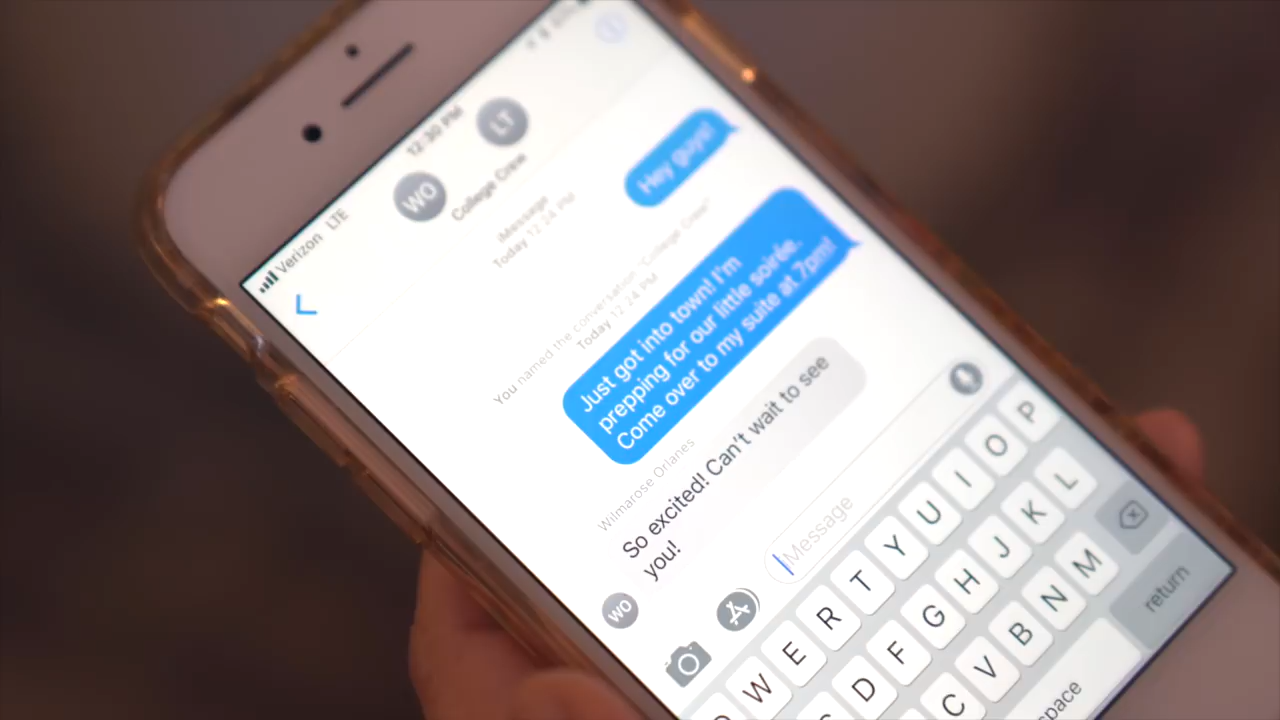 Verizon LTE
12:30 PM
WO
LT
College Crew
iMessage
Today 12 24 PM
Hey guys!
You named the conversation "College Crew"
Today 12 24 PM
Just got into town! I'm
prepping for our little soirée.
Come over to my suite at 7pm!
Wilmarose Orlanes
So excited! Can't wait to see
you!
WO
Message
W E R T Y U I O P
D F G H J K L
C V B N M
space
return